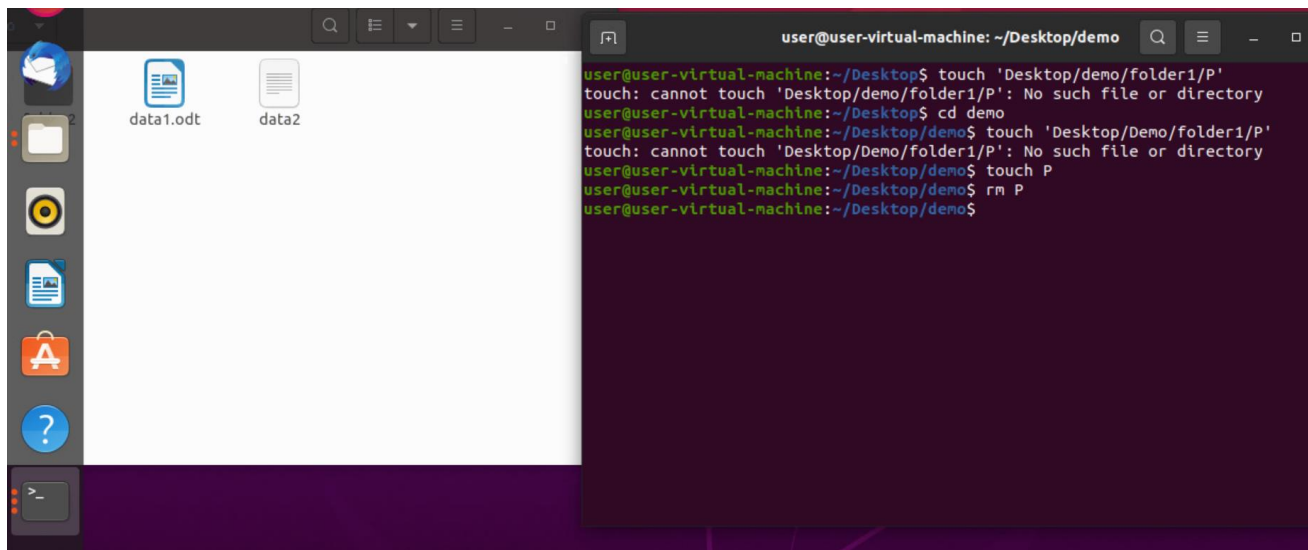 data1.odt
data2
user@user-virtual-machine: ~/Desktop/demo
user@user-virtual-machine:~/Desktop$ touch 'Desktop/demo/folder1/P'
touch: cannot touch 'Desktop/demo/folder1/P': No such file or directory
user@user-virtual-machine:~/Desktop$ cd demo
user@user-virtual-machine:~/Desktop/demo$ touch 'Desktop/Demo/folder1/P'
touch: cannot touch 'Desktop/Demo/folder1/P': No such file or directory
user@user-virtual-machine:~/Desktop/demo$ touch P
user@user-virtual-machine:~/Desktop/demo$ rm P
user@user-virtual-machine:~/Desktop/demo$